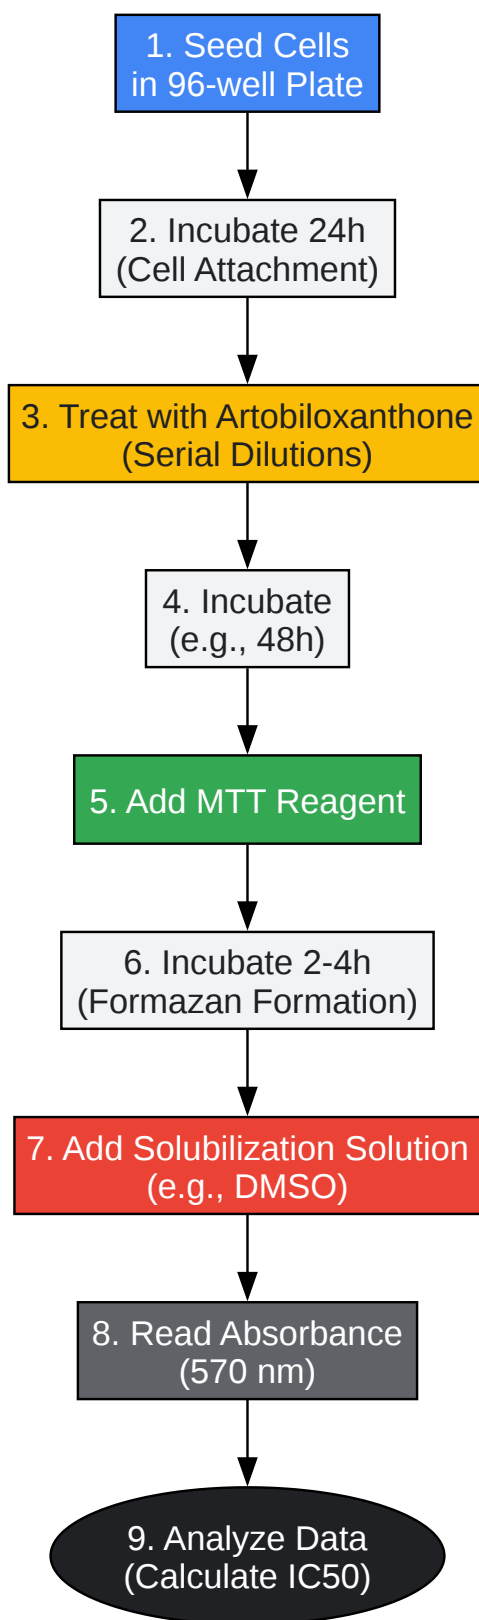 1. Seed Cells
in 96-well Plate
2. Incubate 24h
(Cell Attachment)
3. Treat with Artobiloxanthone
(Serial Dilutions)
4. Incubate
(e.g., 48h)
5. Add MTT Reagent
6. Incubate 2-4h
(Formazan Formation)
7. Add Solubilization Solution
(e.g., DMSO)
8. Read Absorbance
(570 nm)
9. Analyze Data
(Calculate IC50)